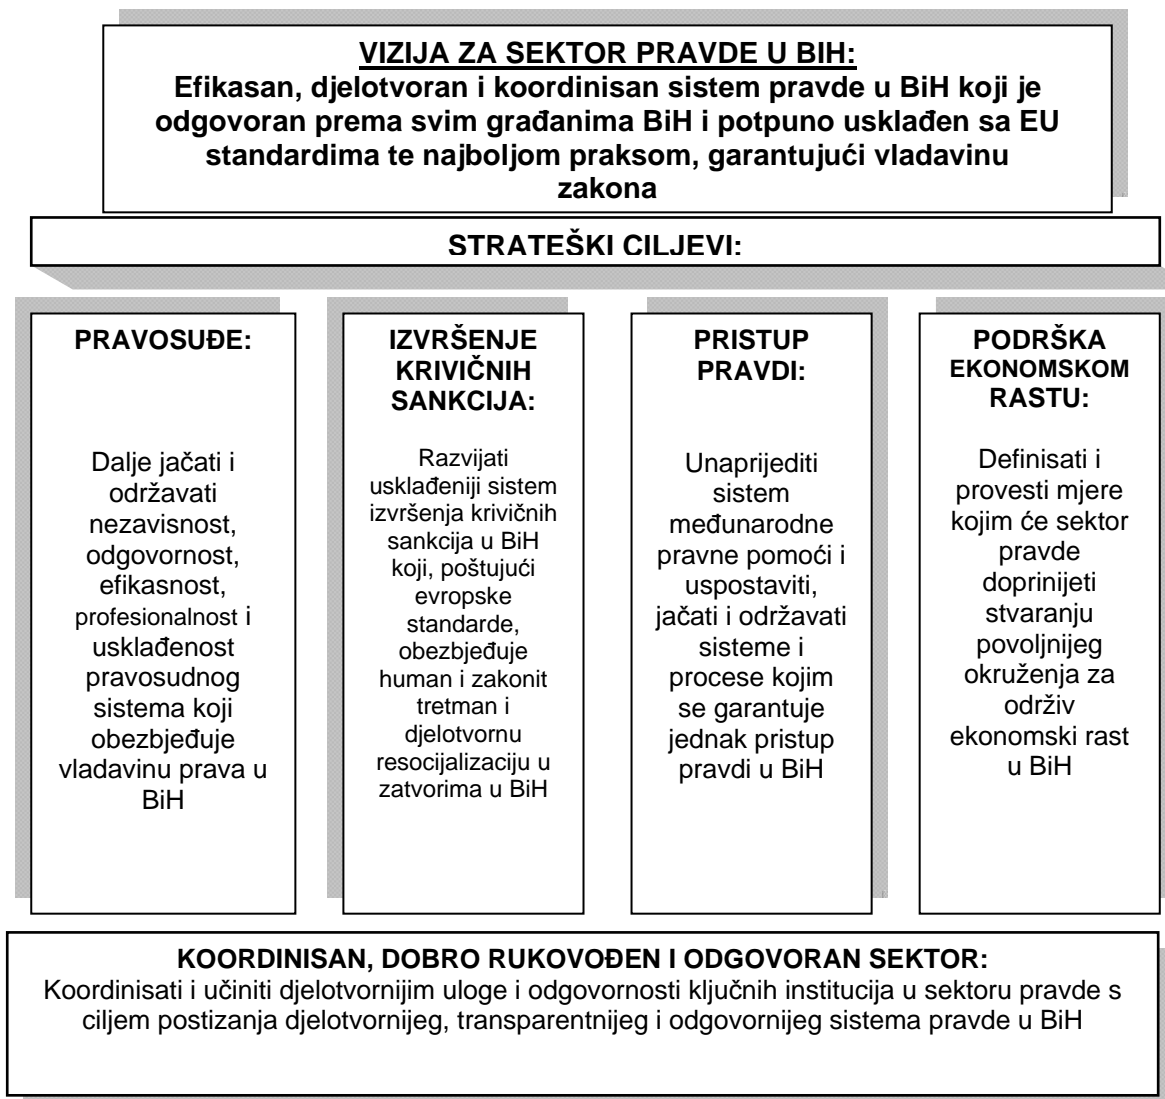 VIZIJA ZA SEKTOR PRAVDE U BIH:
Efikasan, djelotvoran i koordinisan sistem pravde u BiH koji je
odgovoran prema svim građanima BiH i potpuno usklađen sa EU
standardima te najboljom praksom, garantujući vladavinu
zakona
STRATEŠKI CILJEVI:
PRAVOSUĐE:
Dalje jačati i
održavati
nezavisnost,
odgovornost,
efikasnost,
profesionalnost i
usklađenost
pravosudnog
sistema koji
obezbjeđuje
vladavinu prava u
BiH
IZVRŠENJE
KRIVIČNIH
SANKCIJA:
Razvijati
usklađeniji sistem
izvršenja krivičnih
sankcija u BiH
koji, poštujući
evropske
standarde,
obezbjeđuje
human i zakonit
tretman i
djelotvornu
resocijalizaciju u
zatvorima u BiH
PRISTUP
PRAVDI:
Unaprijediti
sistem
međunarodne
pravne pomoći i
uspostaviti,
jačati i održavati
sisteme i
procese kojim
se garantuje
jednak pristup
pravdi u BiH
PODRŠKA
EKONOMSKOM
RASTU:
Definisati i
provesti mjere
kojim će sektor
pravde
doprinijeti
stvaranju
povoljnijeg
okruženja za
održiv
ekonomski rast
u BiH
KOORDINISAN, DOBRO RUKOVOĐEN I ODGOVORAN SEKTOR:
Koordinisati i učiniti djelotvornijim uloge i odgovornosti ključnih institucija u sektoru pravde s
ciljem postizanja djelotvornijeg, transparentnijeg i odgovornijeg sistema pravde u BiH